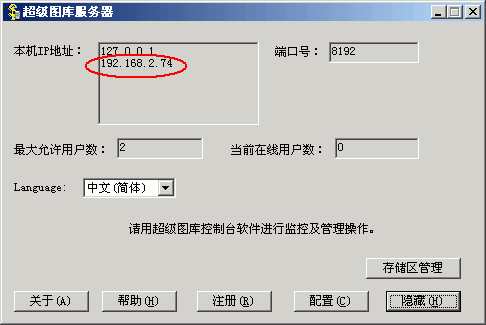 超级图库服务器
本机IP地址：
127.0.0.1
192.168.2.74
端口号：
8192
最大允许用户数：
2
当前在线用户数：
0
Language:
中文(简体)
请用超级图库控制台软件进行监控及管理操作。
存储区管理
关于(A)
帮助(H)
注册(R)
配置(C)
隐藏(H)